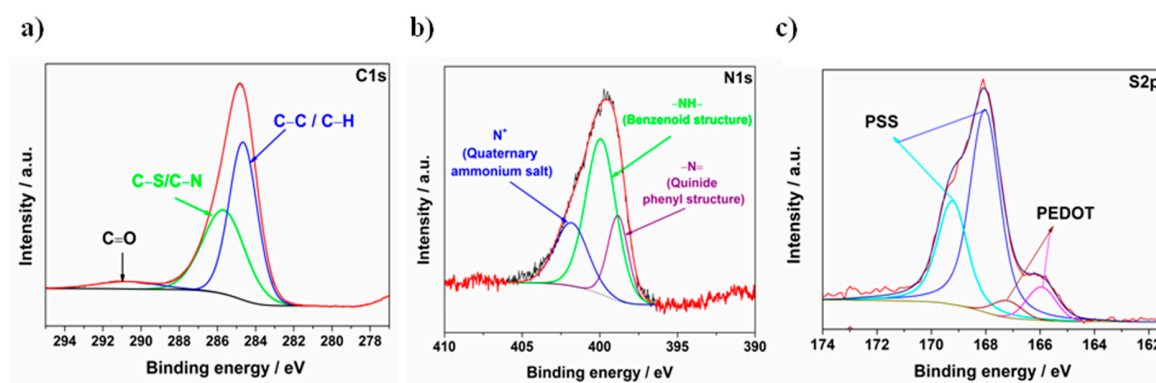 a)
C1s
C–C / C–H
C–S/C–N
C=O
Intensity / a.u.
294 292 290 288 286 284 282 280 278
Binding energy / eV
b)
N1s
–NH–
(Benzenoid structure)
N+
(Quaternary
ammonium salt)
–N=
(Quinide
phenyl structure)
Intensity / a.u.
405 400 395 390
Binding energy / eV
c)
S2p
PSS
PEDOT
Intensity / a.u.
174 172 170 168 166 164 162
Binding energy / eV